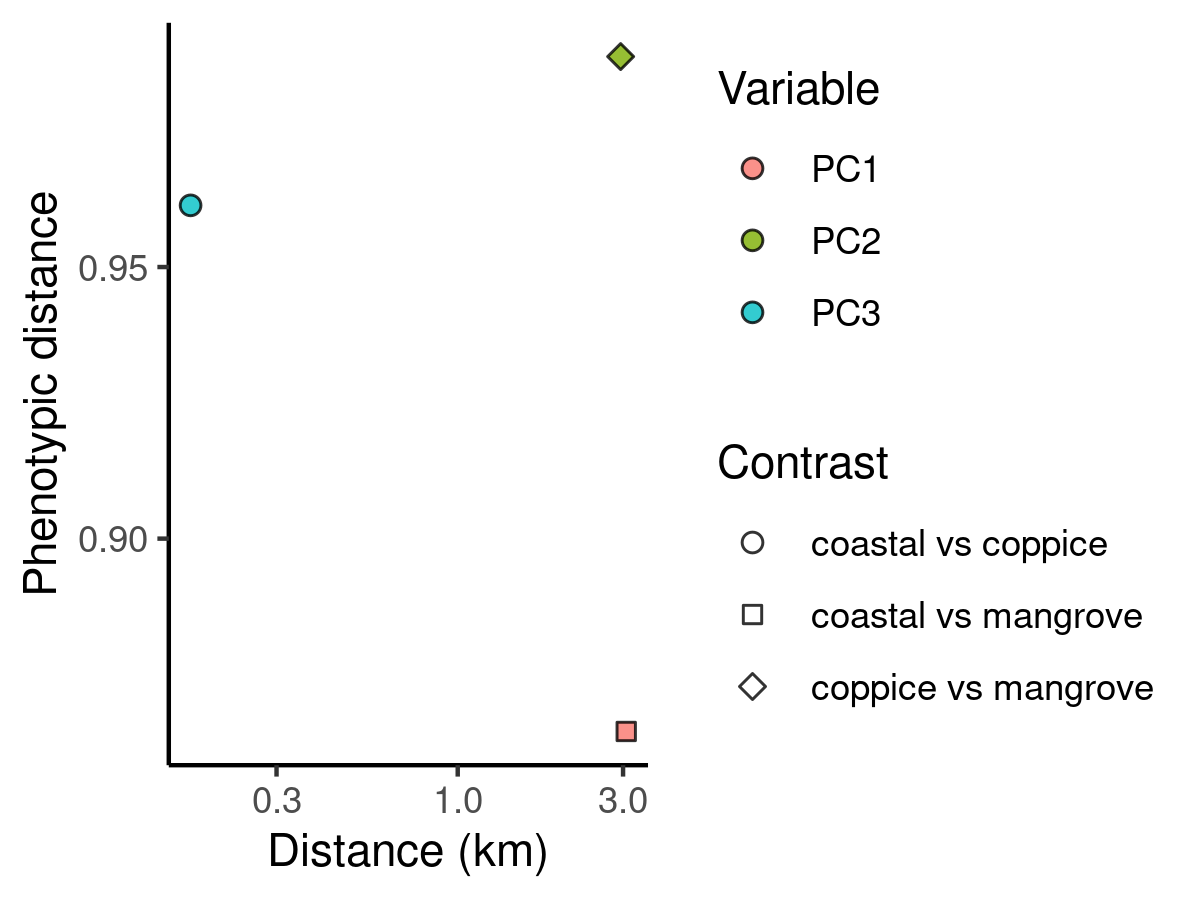 Phenotypic distance
0.95
0.90
0.3
1.0
3.0
Distance (km)
Variable
PC1
PC2
PC3
Contrast
coastal vs coppice
coastal vs mangrove
coppice vs mangrove